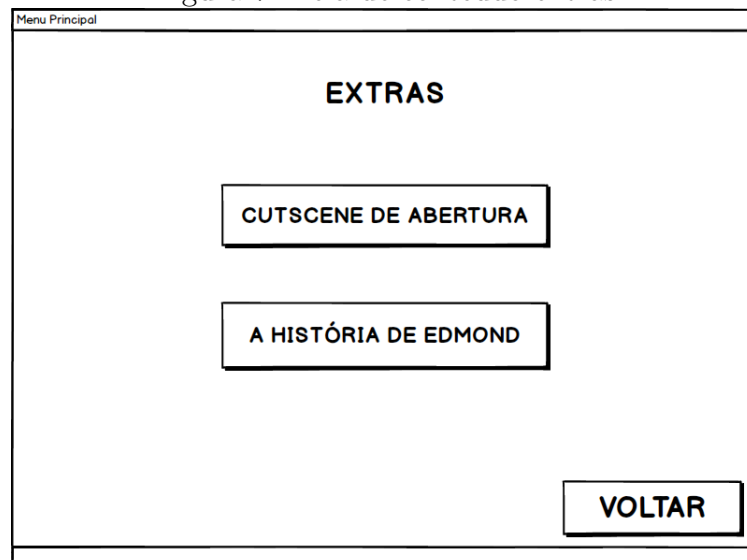 Menu Principal
EXTRAS
CUTSCENE DE ABERTURA
A HISTÓRIA DE EDMOND
VOLTAR